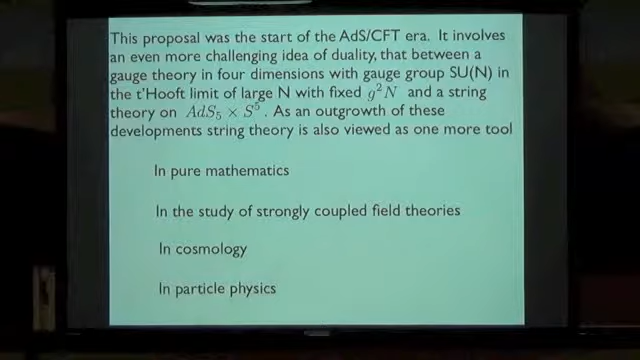 This proposal was the start of the AdS/CFT era. It involves
an even more challenging idea of duality, that between a
gauge theory in four dimensions with gauge group SU(N) in
the t'Hooft limit of large N with fixed g²N and a string
theory on AdS₅ × S⁵. As an outgrowth of these
developments string theory is also viewed as one more tool
In pure mathematics
In the study of strongly coupled field theories
In cosmology
In particle physics